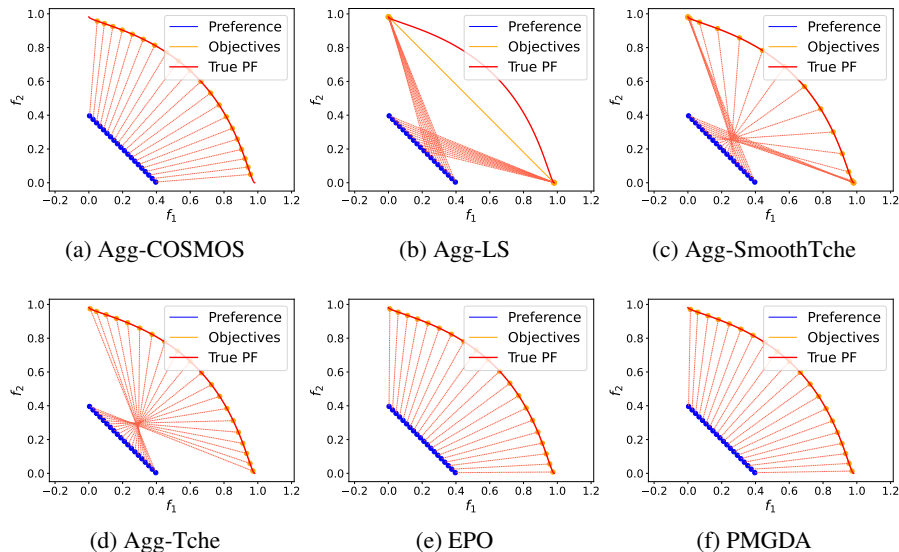 1.0
0.8
0.6
0.4
0.2
0.0
−0.2 0.0 0.2 0.4 0.6 0.8 1.0 1.2
f2
f1
Preference
Objectives
True PF
(a) Agg-COSMOS
1.0
0.8
0.6
0.4
0.2
0.0
−0.2 0.0 0.2 0.4 0.6 0.8 1.0 1.2
f2
f1
Preference
Objectives
True PF
(b) Agg-LS
1.0
0.8
0.6
0.4
0.2
0.0
−0.2 0.0 0.2 0.4 0.6 0.8 1.0 1.2
f2
f1
Preference
Objectives
True PF
(c) Agg-SmoothTche
1.0
0.8
0.6
0.4
0.2
0.0
−0.2 0.0 0.2 0.4 0.6 0.8 1.0 1.2
f2
f1
Preference
Objectives
True PF
(d) Agg-Tche
1.0
0.8
0.6
0.4
0.2
0.0
−0.2 0.0 0.2 0.4 0.6 0.8 1.0 1.2
f2
f1
Preference
Objectives
True PF
(e) EPO
1.0
0.8
0.6
0.4
0.2
0.0
−0.2 0.0 0.2 0.4 0.6 0.8 1.0 1.2
f2
f1
Preference
Objectives
True PF
(f) PMGDA